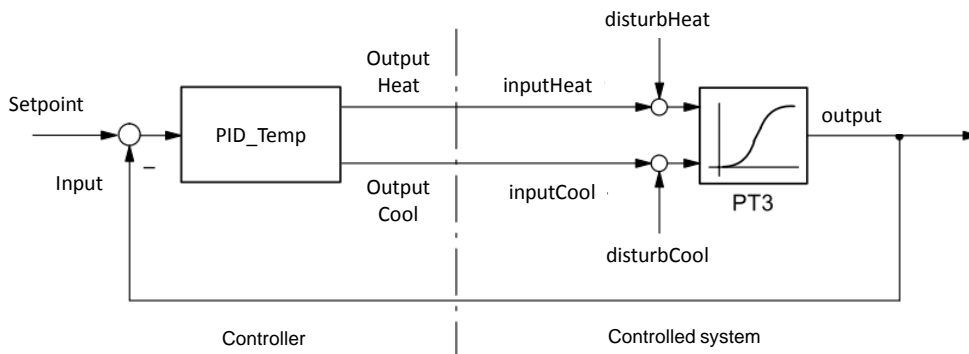 disturbHeat
Output
Heat
inputHeat
Setpoint
PID_Temp
output
Input
–
Output
Cool
inputCool
PT3
disturbCool
Controller
Controlled system